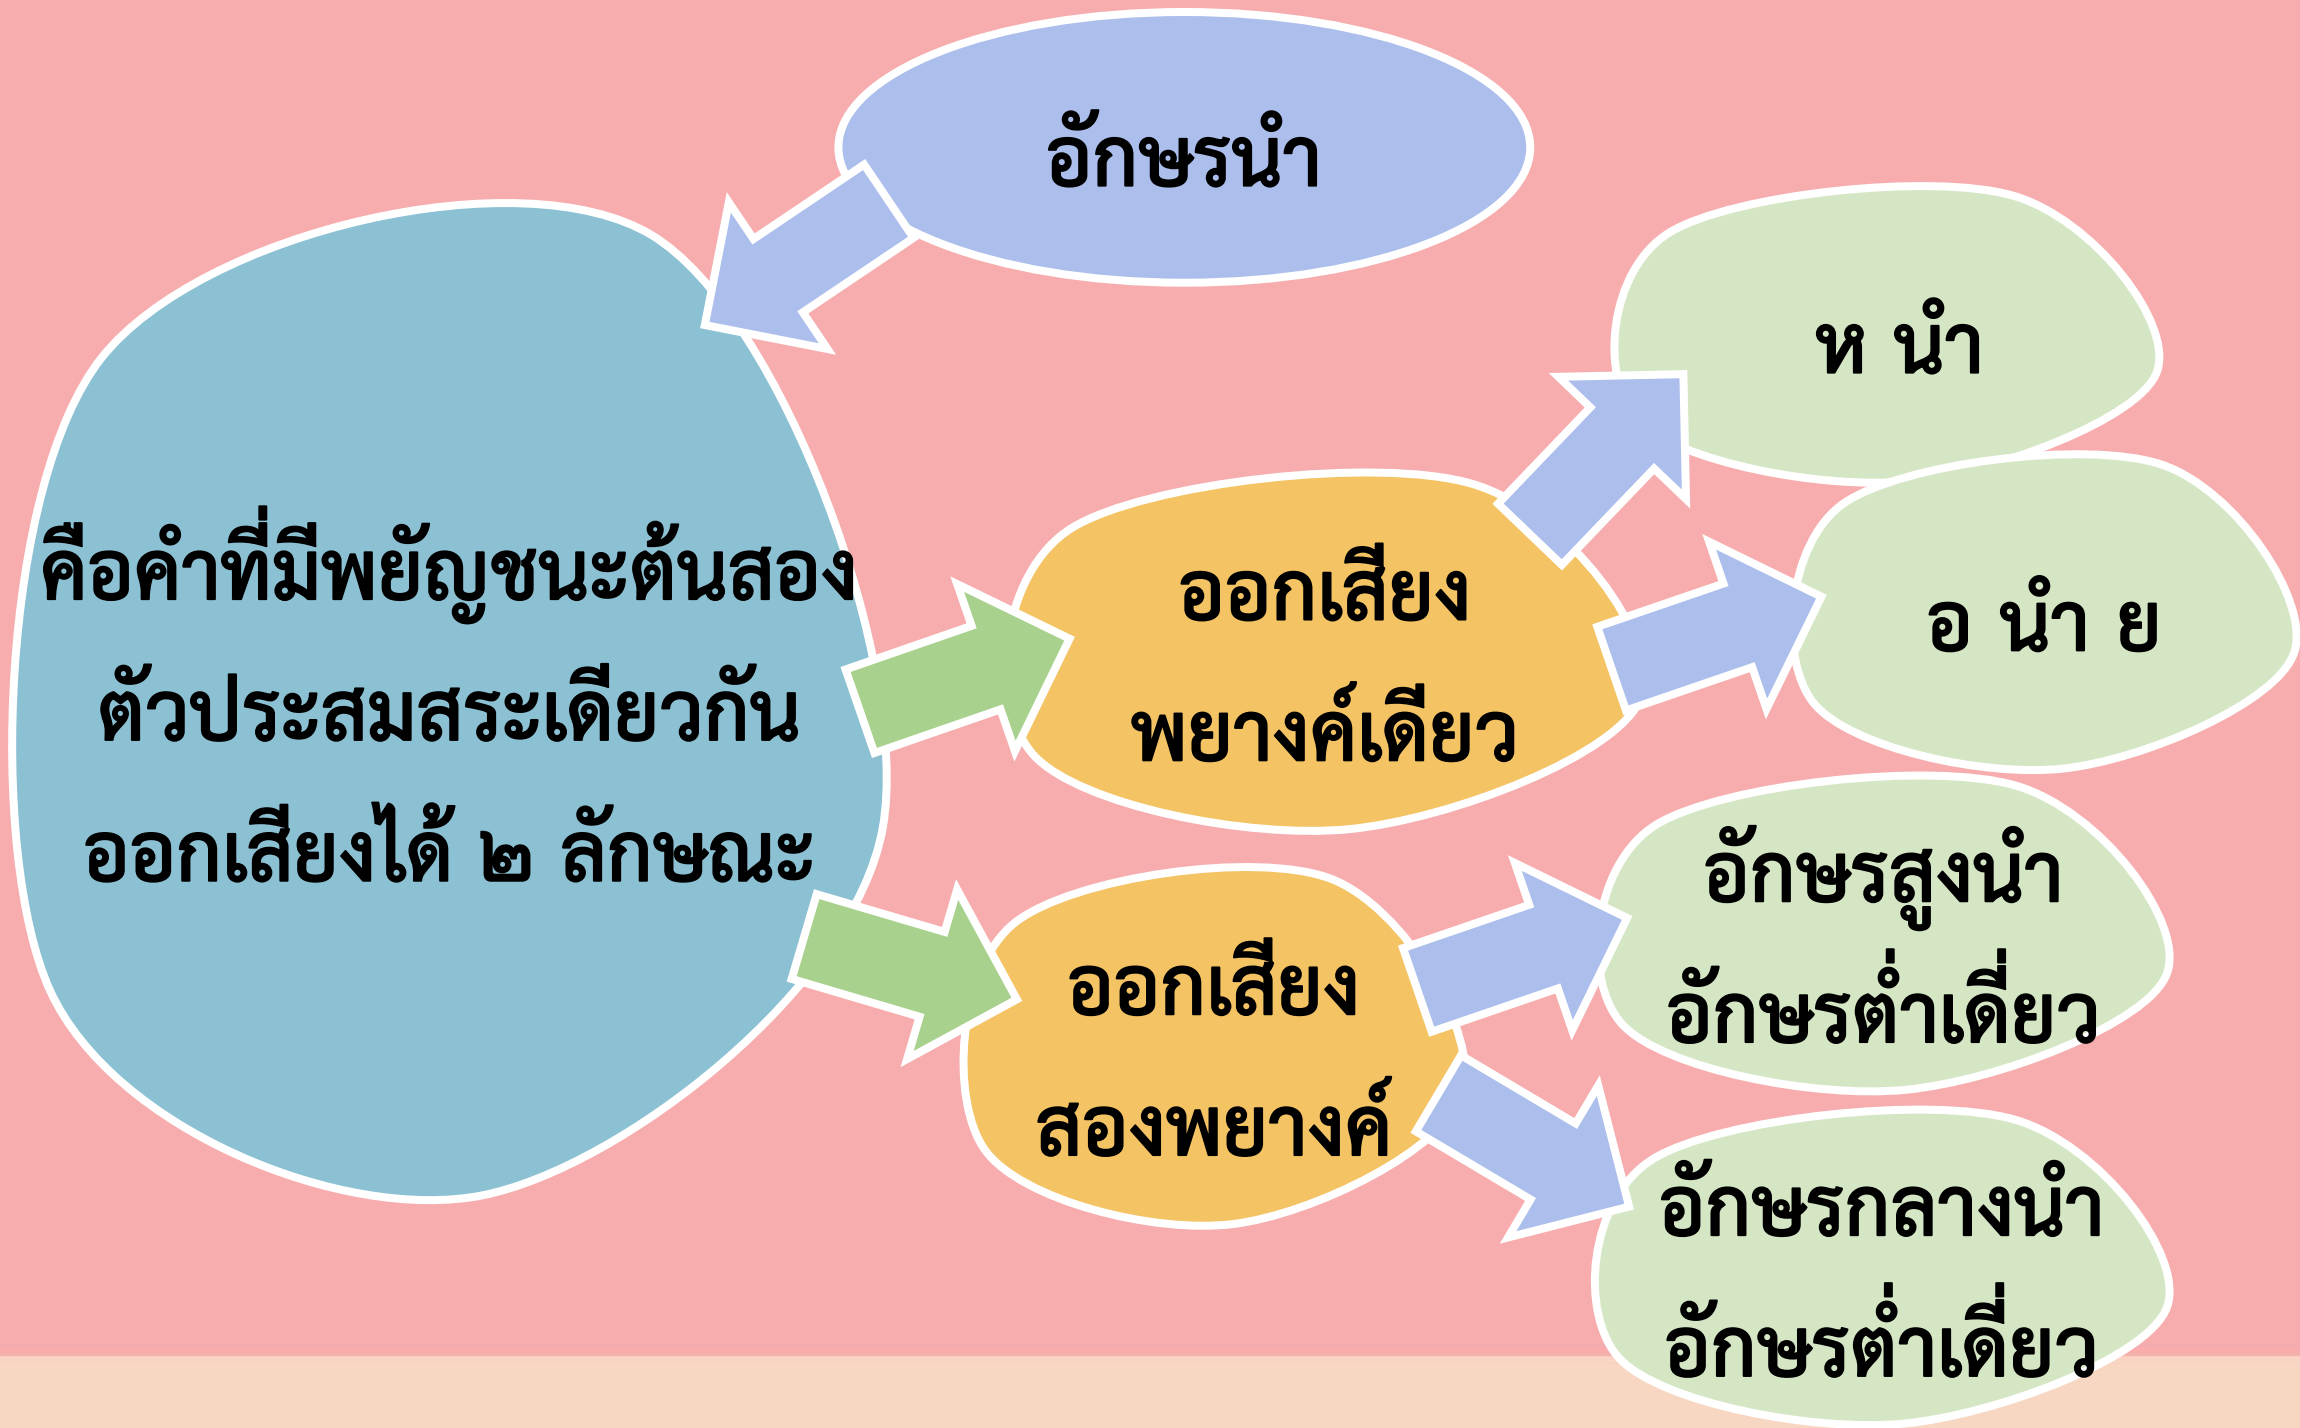 อักษรนำ
คือคำที่มีพยัญชนะต้นสอง
ตัวประสมสระเดียวกัน
ออกเสียงได้ ๒ ลักษณะ
ออกเสียง
พยางค์เดียว
ห นำ
อ นำ ย
ออกเสียง
สองพยางค์
อักษรสูงนำ
อักษรต่ำเดี่ยว
อักษรกลางนำ
อักษรต่ำเดี่ยว